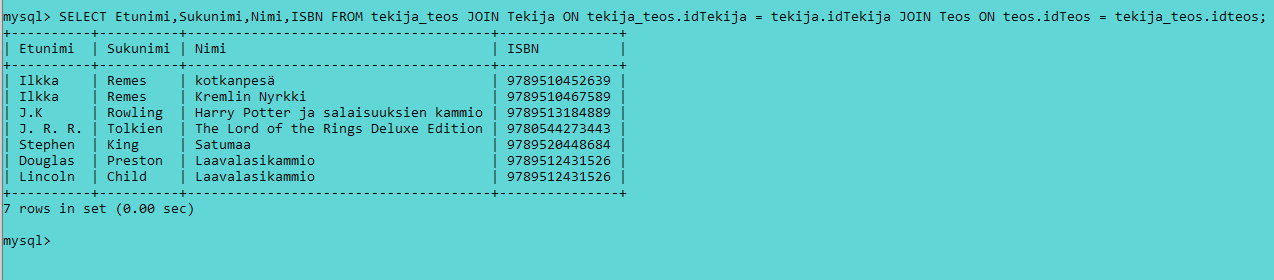 mysql> SELECT Etunimi,Sukunimi,Nimi,ISBN FROM tekija_teos JOIN Tekija ON tekija_teos.idTekija = tekija.idTekija JOIN Teos ON teos.idTeos = tekija_teos.idteos;
+----------+----------+---------------------------------------+---------------+
| Etunimi  | Sukunimi | Nimi                                  | ISBN          |
+----------+----------+---------------------------------------+---------------+
| Ilkka    | Remes    | kotkanpesä                            | 9789510452639 |
| Ilkka    | Remes    | Kremlin Nyrkki                        | 9789510467589 |
| J.K      | Rowling  | Harry Potter ja salaisuuksien kammio | 9789513184889 |
| J. R. R. | Tolkien  | The Lord of the Rings Deluxe Edition | 9780544273443 |
| Stephen  | King     | Satumaa                               | 9789520448684 |
| Douglas  | Preston  | Laavalasikammio                       | 9789512431526 |
| Lincoln  | Child    | Laavalasikammio                       | 9789512431526 |
+----------+----------+---------------------------------------+---------------+
7 rows in set (0.00 sec)
mysql>